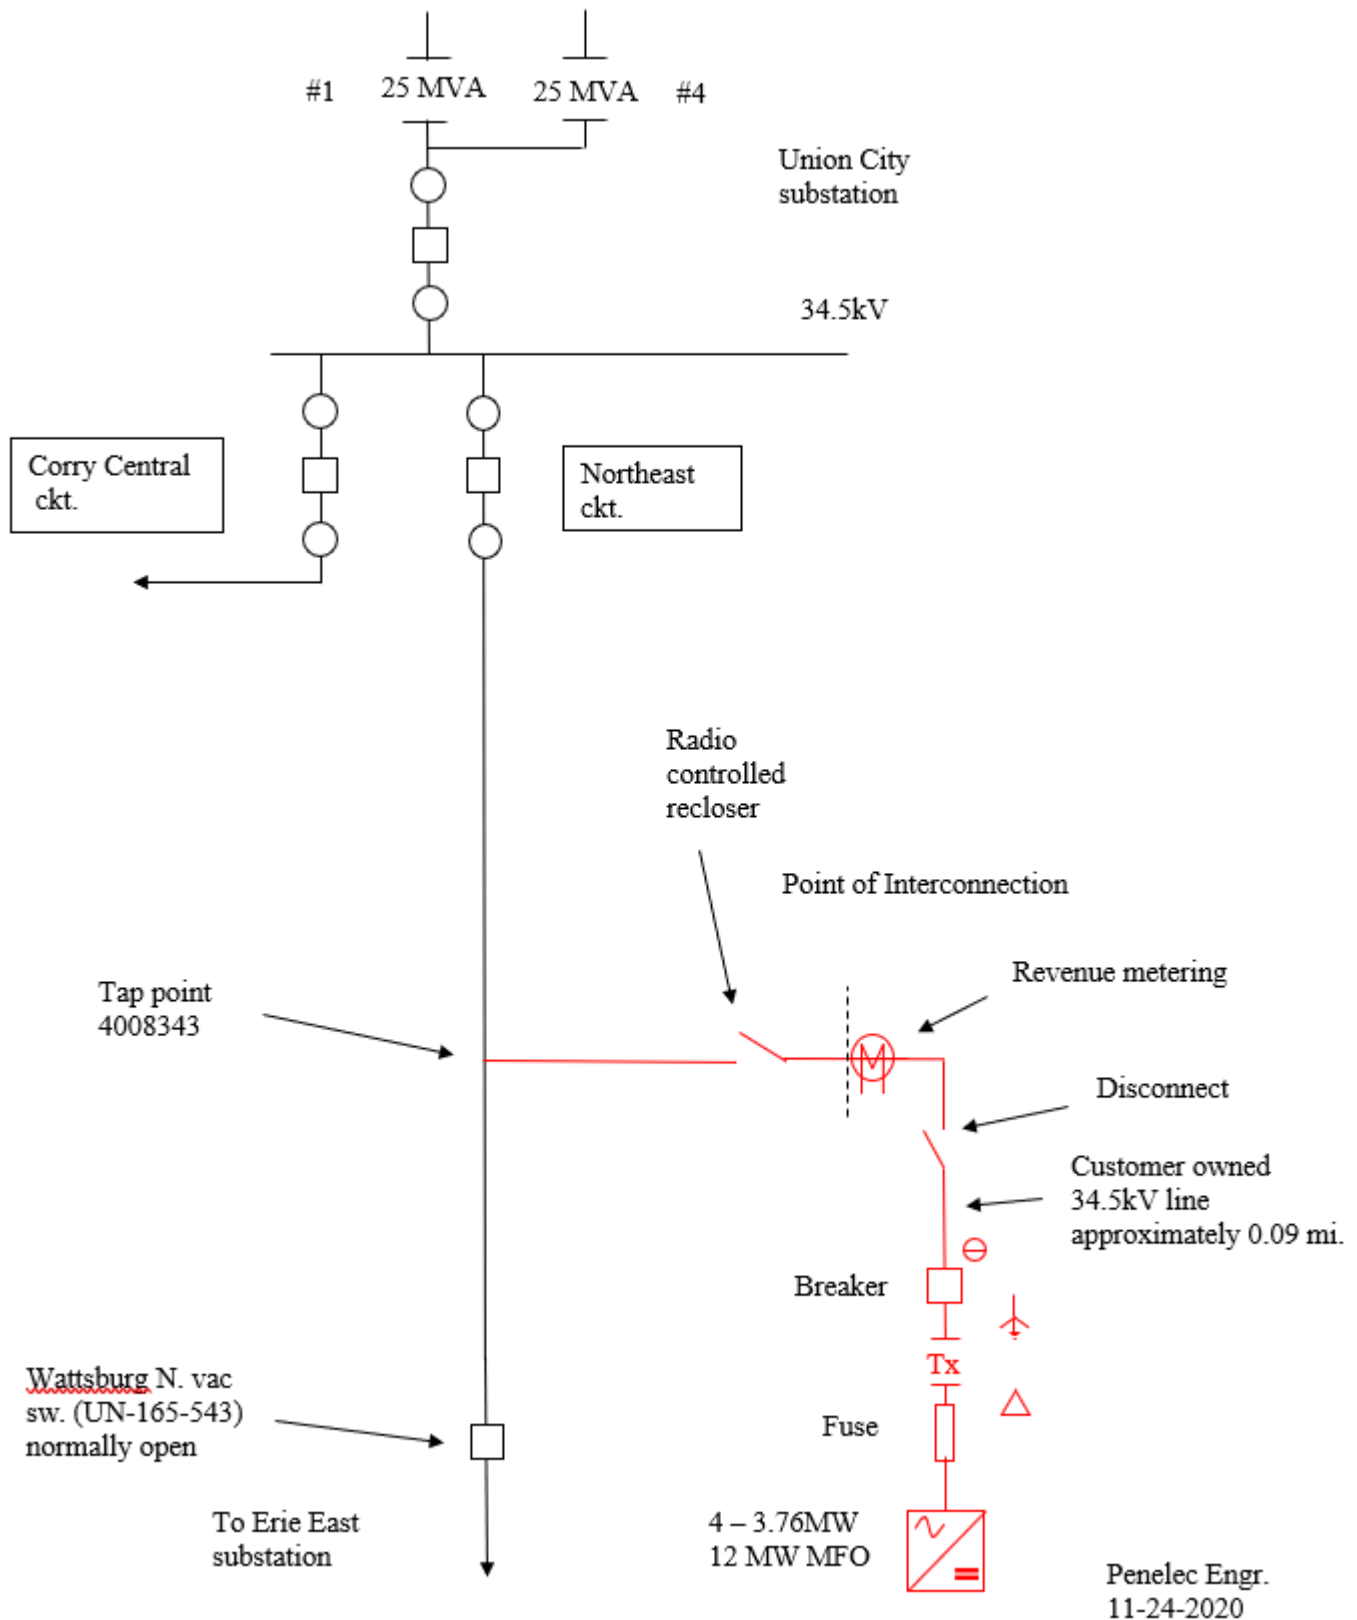 #1
25 MVA
25 MVA
#4
Union City
substation
34.5kV
Corry Central
ckt.
Northeast
ckt.
Radio
controlled
recloser
Point of Interconnection
Revenue metering
Tap point
4008343
M
Disconnect
Customer owned
34.5kV line
approximately 0.09 mi.
Breaker
Tx
Wattsburg N. vac
sw. (UN-165-543)
normally open
Fuse
To Erie East
substation
4 – 3.76MW
12 MW MFO
Penelec Engr.
11-24-2020